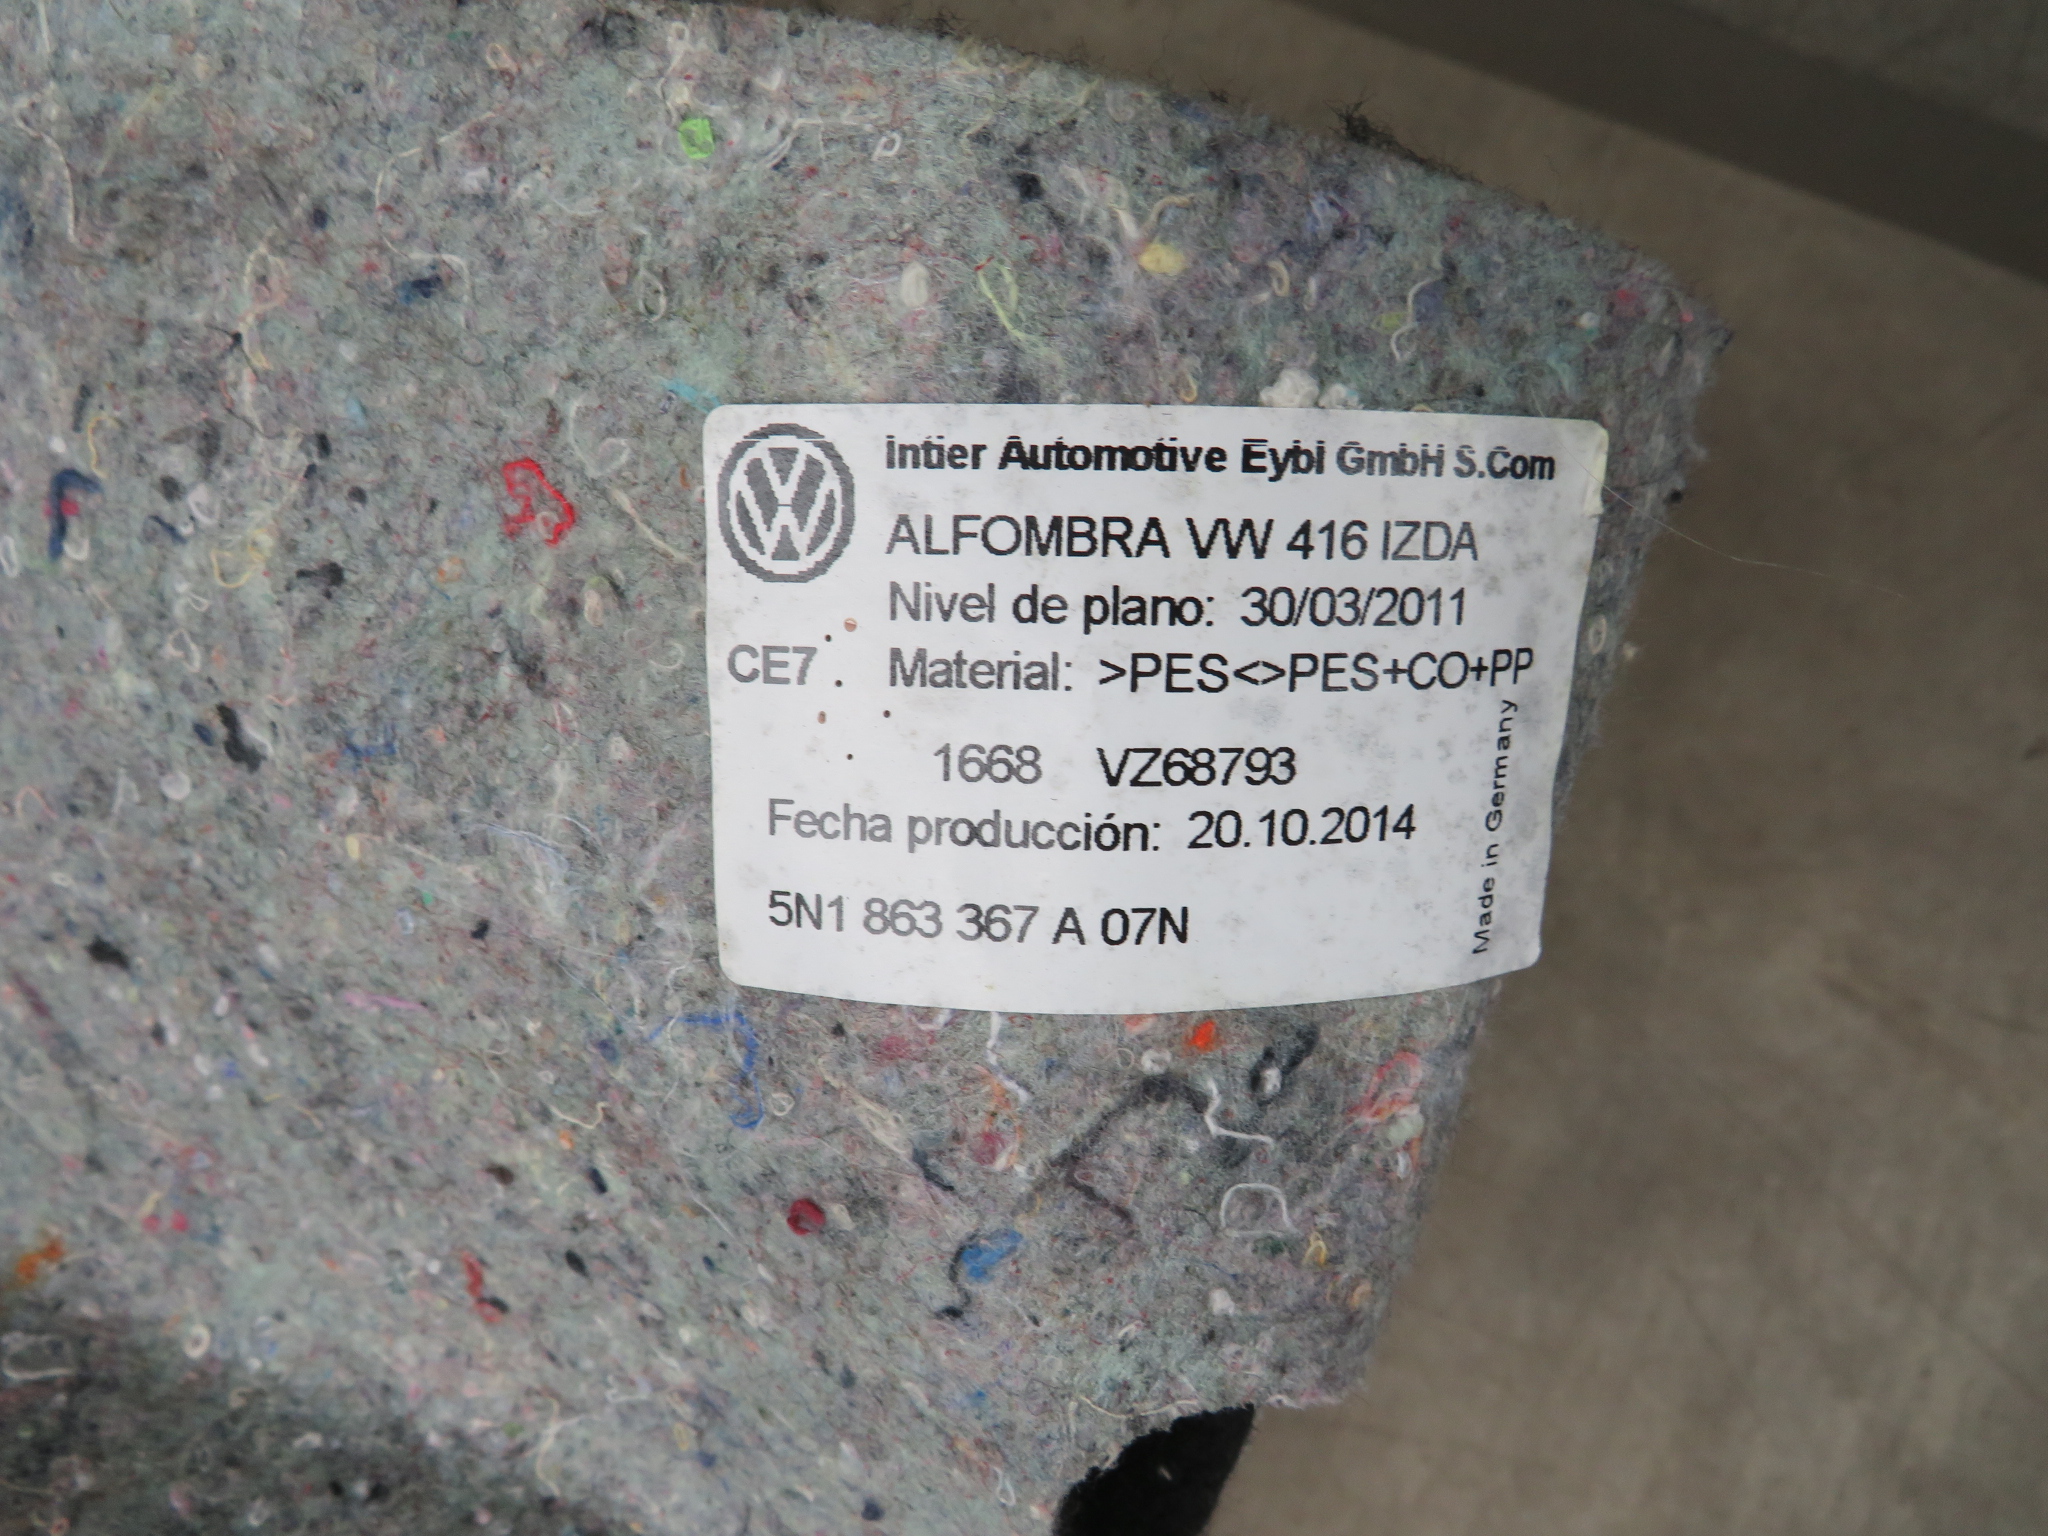 Intier Automotive Eybl GmbH S.Com
ALFOMBRA VW 416 IZDA
Nivel de plano: 30/03/2011
CE7 Material: >PES<>PES+CO+PP
1668 VZ68793
Fecha producción: 20.10.2014
5N1 863 367 A 07N
Made in Germany